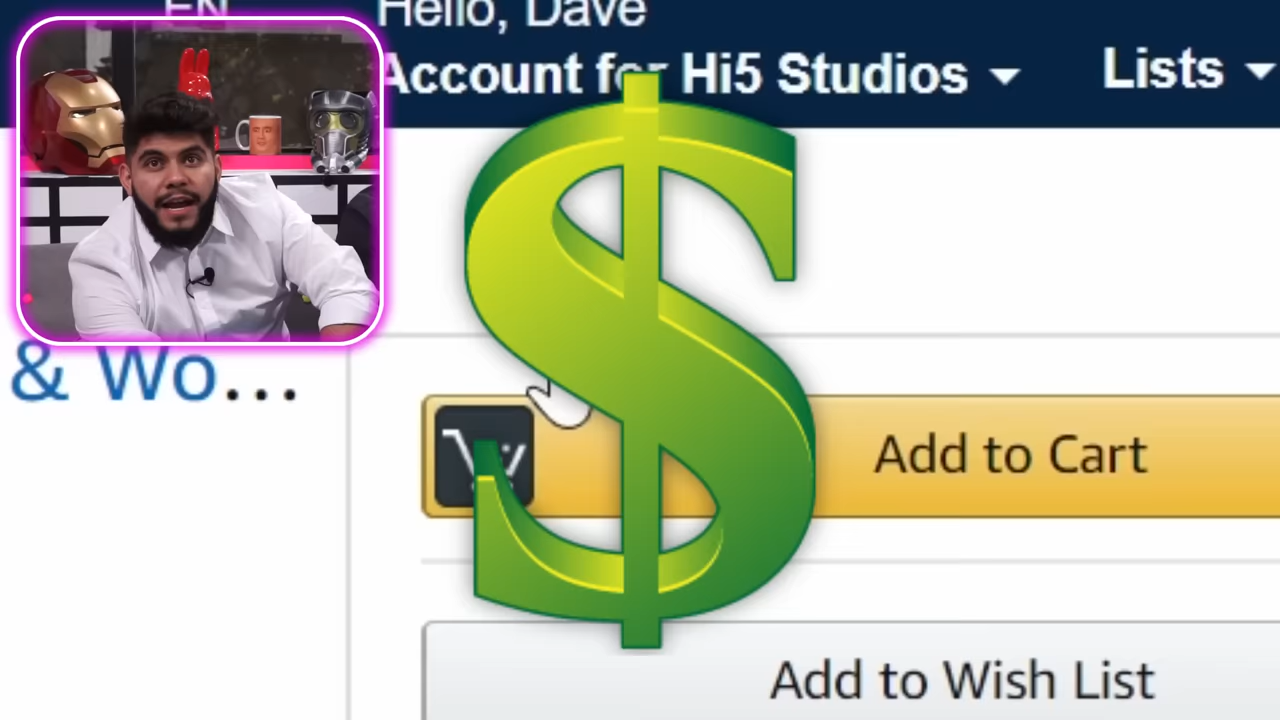 EN
Hello, Dave
Account for Hi5 Studios
Lists
& Wo...
$
Add to Cart
Add to Wish List